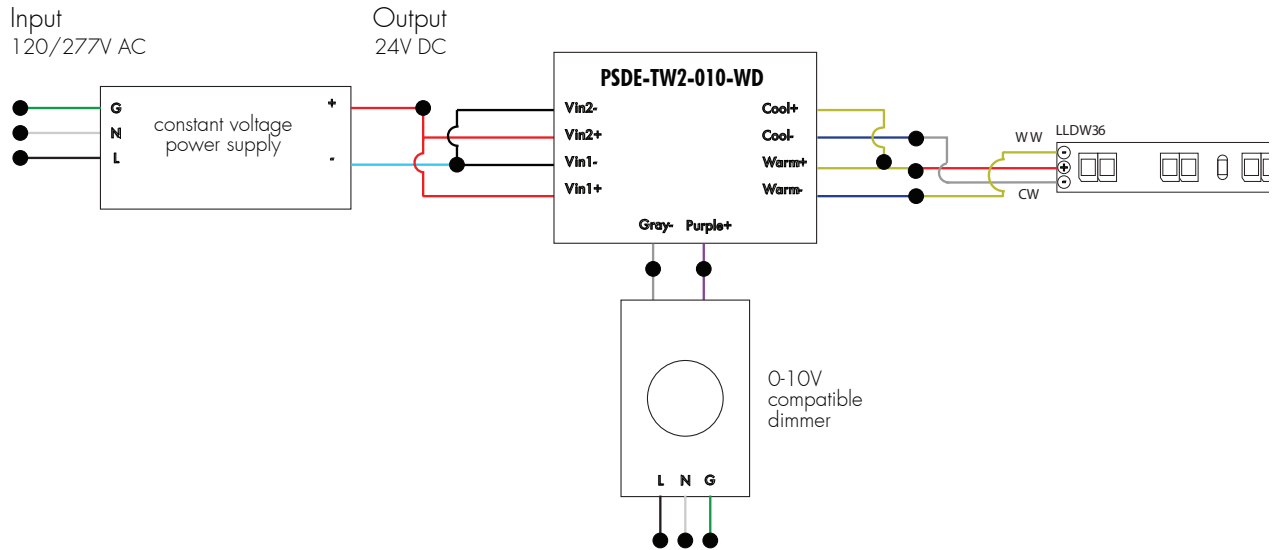 Input
120/277V AC
Output
24V DC
G
N
L
constant voltage
power supply
+
-
PSDE-TW2-010-WD
Vin2-
Vin2+
Vin1-
Vin1+
Cool+
Cool-
Warm+
Warm-
Gray-
Purple+
WW
LLDW36
-
+
-
CW
0-10V
compatible
dimmer
L N G